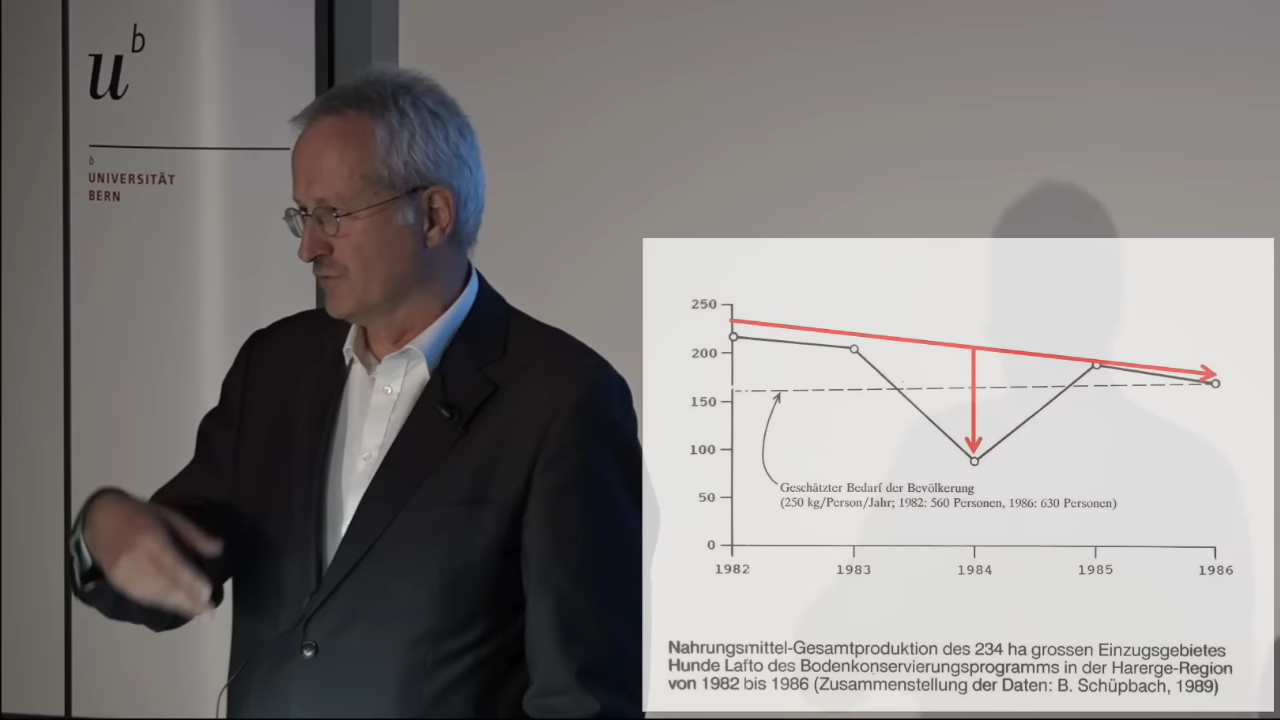 u b
b
UNIVERSITÄT
BERN
250
200
150
100
50
0
Geschätzter Bedarf der Bevölkerung
(250 kg/Person/Jahr; 1982: 560 Personen, 1986: 630 Personen)
1982 1983 1984 1985 1986
Nahrungsmittel-Gesamtproduktion des 234 ha grossen Einzugsgebietes
Hunde Lafto des Bodenkonservierungsprogramms in der Harerge-Region
von 1982 bis 1986 (Zusammenstellung der Daten: B. Schüpbach, 1989)